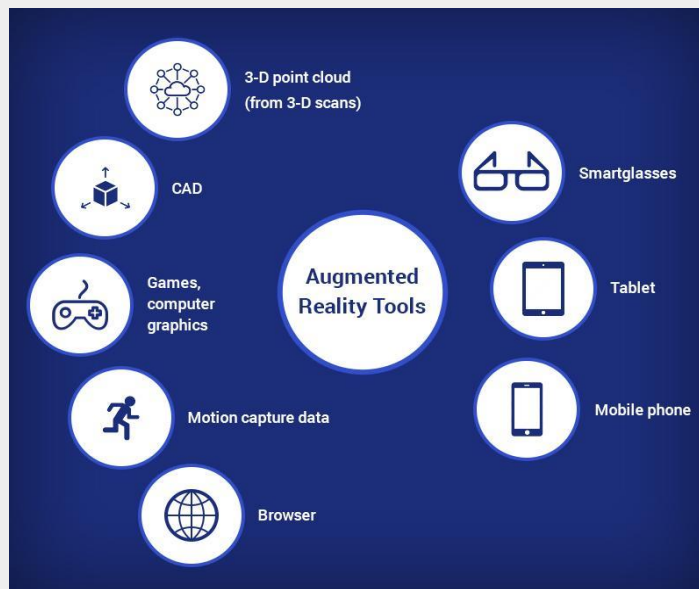 3-D point cloud
(from 3-D scans)
CAD
Games,
computer
graphics
Motion capture data
Browser
Augmented
Reality Tools
Smartglasses
Tablet
Mobile phone